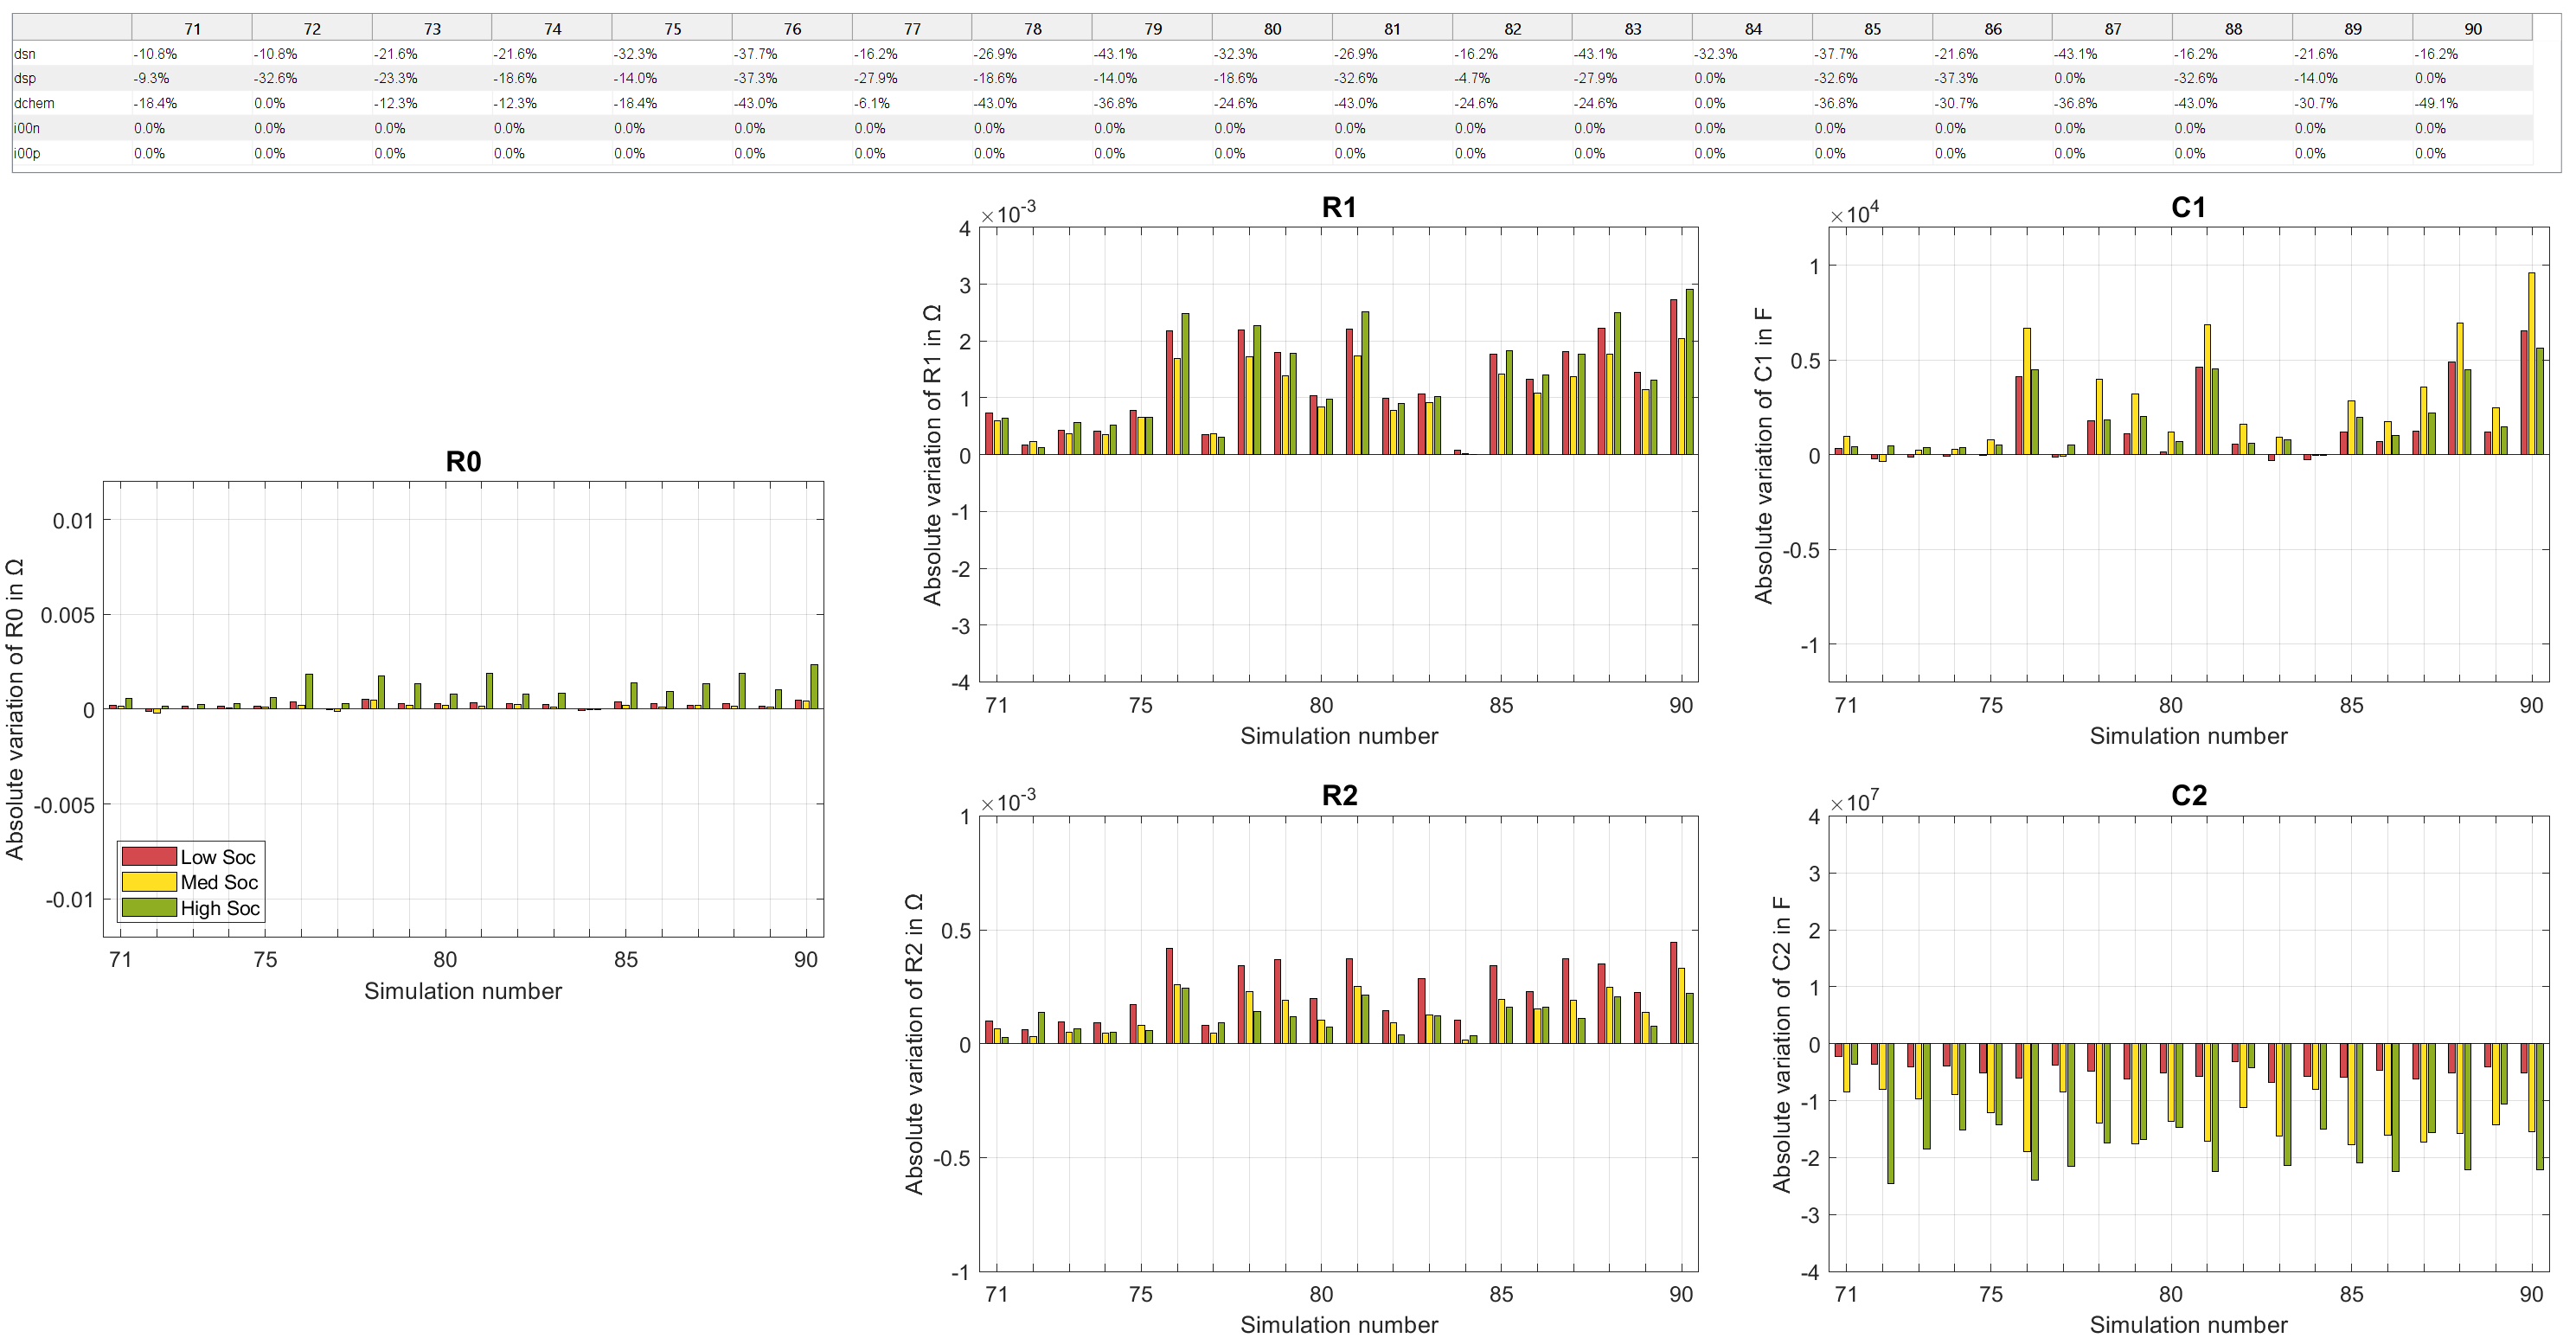 71 72 73 74 75 76 77 78 79 80 81 82 83 84 85 86 87 88 89 90
dsn -10.8% -10.8% -21.6% -21.6% -32.3% -37.7% -16.2% -26.9% -43.1% -32.3% -26.9% -16.2% -43.1% -32.3% -37.7% -21.6% -43.1% -16.2% -21.6% -16.2%
dsp -9.3% -32.6% -23.3% -18.6% -14.0% -37.3% -27.9% -18.6% -14.0% -18.6% -32.6% -4.7% -27.9% 0.0% -32.6% -37.3% 0.0% -32.6% -14.0% 0.0%
dchem -18.4% 0.0% -12.3% -12.3% -18.4% -43.0% -6.1% -43.0% -36.8% -24.6% -43.0% -24.6% -24.6% 0.0% -36.8% -30.7% -36.8% -43.0% -30.7% -49.1%
i00n 0.0% 0.0% 0.0% 0.0% 0.0% 0.0% 0.0% 0.0% 0.0% 0.0% 0.0% 0.0% 0.0% 0.0% 0.0% 0.0% 0.0% 0.0% 0.0% 0.0%
i00p 0.0% 0.0% 0.0% 0.0% 0.0% 0.0% 0.0% 0.0% 0.0% 0.0% 0.0% 0.0% 0.0% 0.0% 0.0% 0.0% 0.0% 0.0% 0.0% 0.0%
R0
Absolute variation of R0 in Ω
0.01
0.005
0
-0.005
-0.01
Low Soc
Med Soc
High Soc
71 75 80 85 90
Simulation number
R1
×10⁻³
Absolute variation of R1 in Ω
4
3
2
1
0
-1
-2
-3
-4
71 75 80 85 90
Simulation number
C1
×10⁴
Absolute variation of C1 in F
1
0.5
0
-0.5
-1
71 75 80 85 90
Simulation number
R2
×10⁻³
Absolute variation of R2 in Ω
1
0.5
0
-0.5
-1
71 75 80 85 90
Simulation number
C2
×10⁷
Absolute variation of C2 in F
4
3
2
1
0
-1
-2
-3
-4
71 75 80 85 90
Simulation number